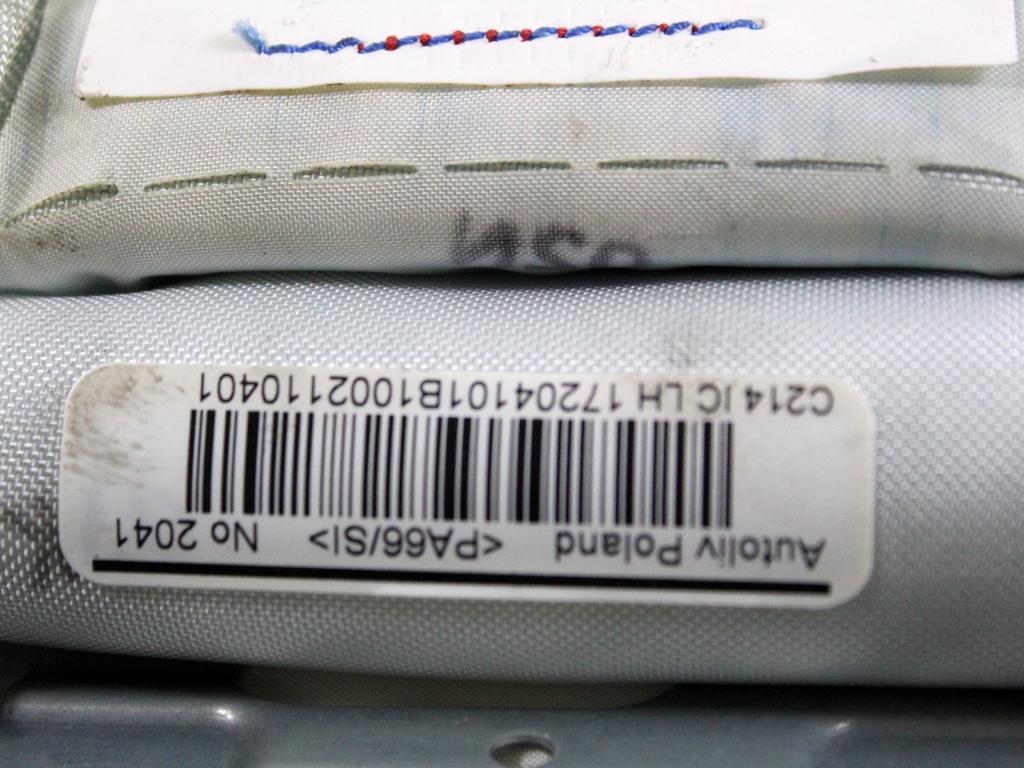 Autoliv Poland <PA66/SI> No 2041
C214 IC LH 17204101B1002110401